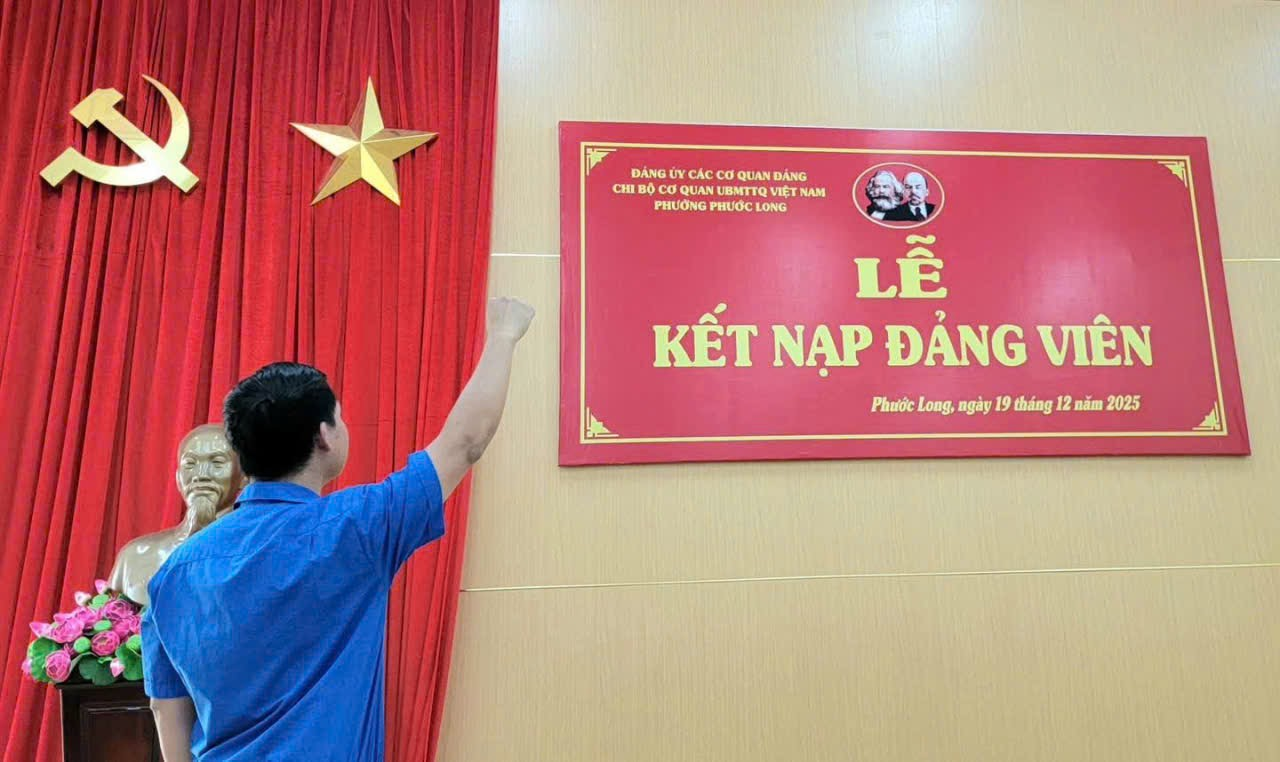 ĐẢNG ỦY CÁC CƠ QUAN ĐẢNG
CHI BỘ CƠ QUAN UBMTTQ VIỆT NAM
PHƯỜNG PHƯỚC LONG
LỄ
KẾT NẠP ĐẢNG VIÊN
Phước Long, ngày 19 tháng 12 năm 2025